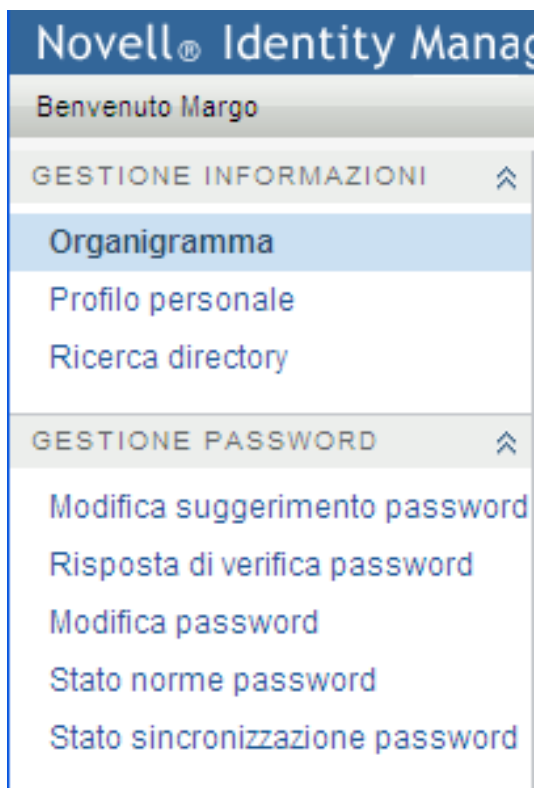 Novell® Identity Manag
Benvenuto Margo
GESTIONE INFORMAZIONI
Organigramma
Profilo personale
Ricerca directory
GESTIONE PASSWORD
Modifica suggerimento password
Risposta di verifica password
Modifica password
Stato norme password
Stato sincronizzazione password